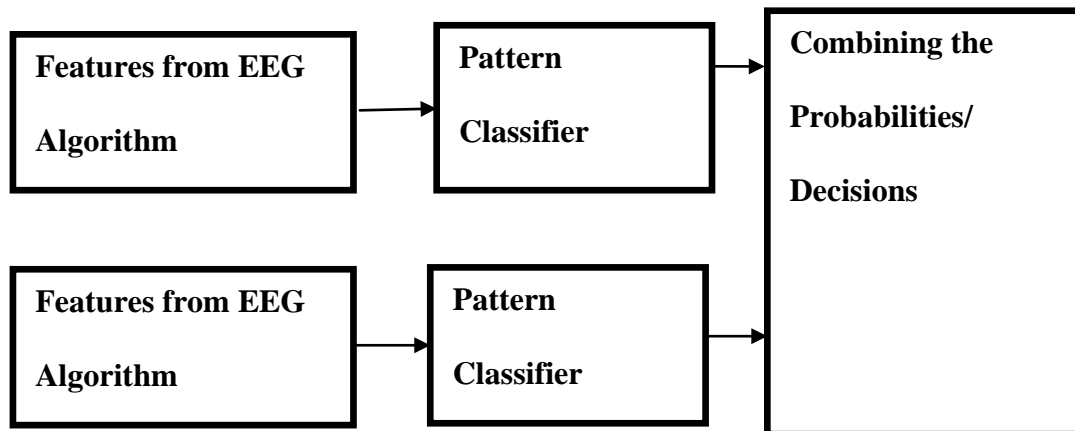 Features from EEG
Algorithm
Pattern
Classifier
Combining the
Probabilities/
Decisions
Features from EEG
Algorithm
Pattern
Classifier